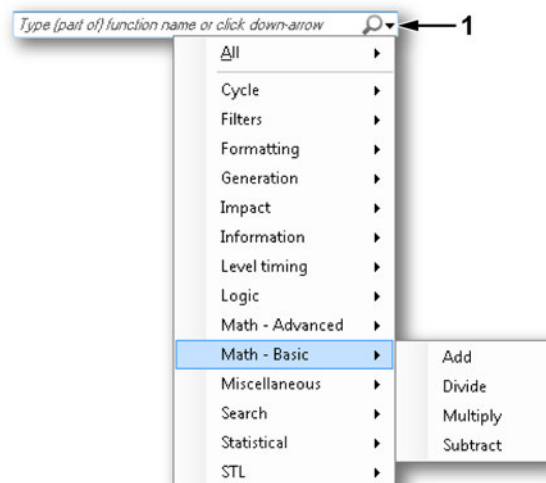 Type (part of) function name or click down-arrow
1
All
Cycle
Filters
Formatting
Generation
Impact
Information
Level timing
Logic
Math - Advanced
Math - Basic
Add
Divide
Multiply
Subtract
Miscellaneous
Search
Statistical
STL